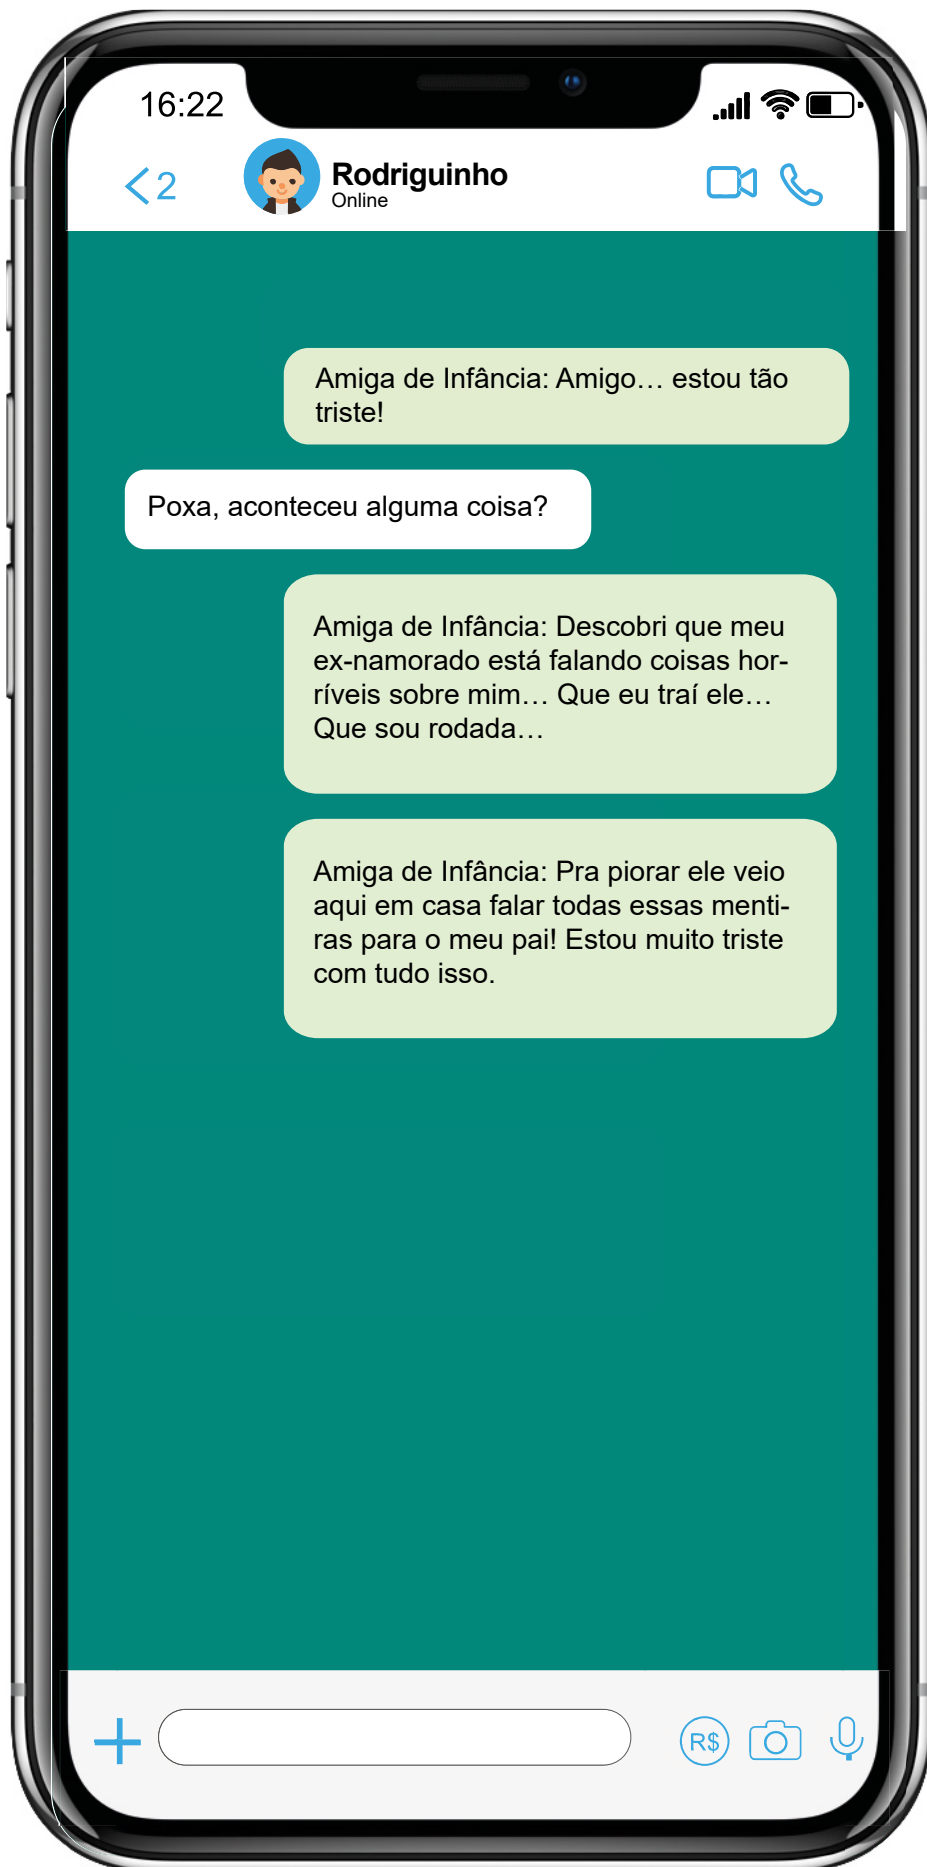 16:22
2
Rodriguinho
Online
Amiga de Infância: Amigo… estou tão
triste!
Poxa, aconteceu alguma coisa?
Amiga de Infância: Descobri que meu
ex-namorado está falando coisas hor-
ríveis sobre mim… Que eu traí ele…
Que sou rodada…
Amiga de Infância: Pra piorar ele veio
aqui em casa falar todas essas menti-
ras para o meu pai! Estou muito triste
com tudo isso.
R$